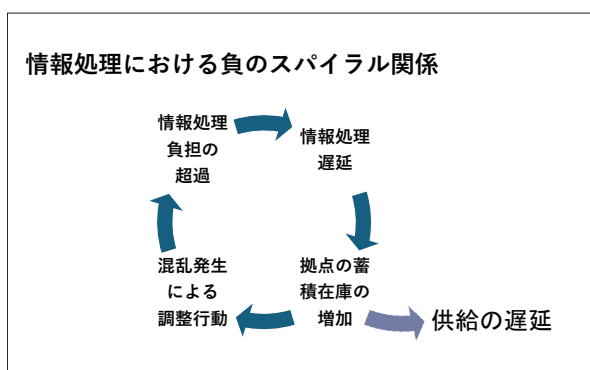 情報処理における負のスパイラル関係
情報処理
負担の
超過
情報処理
遅延
拠点の蓄
積在庫の
増加
供給の遅延
混乱発生
による
調整行動